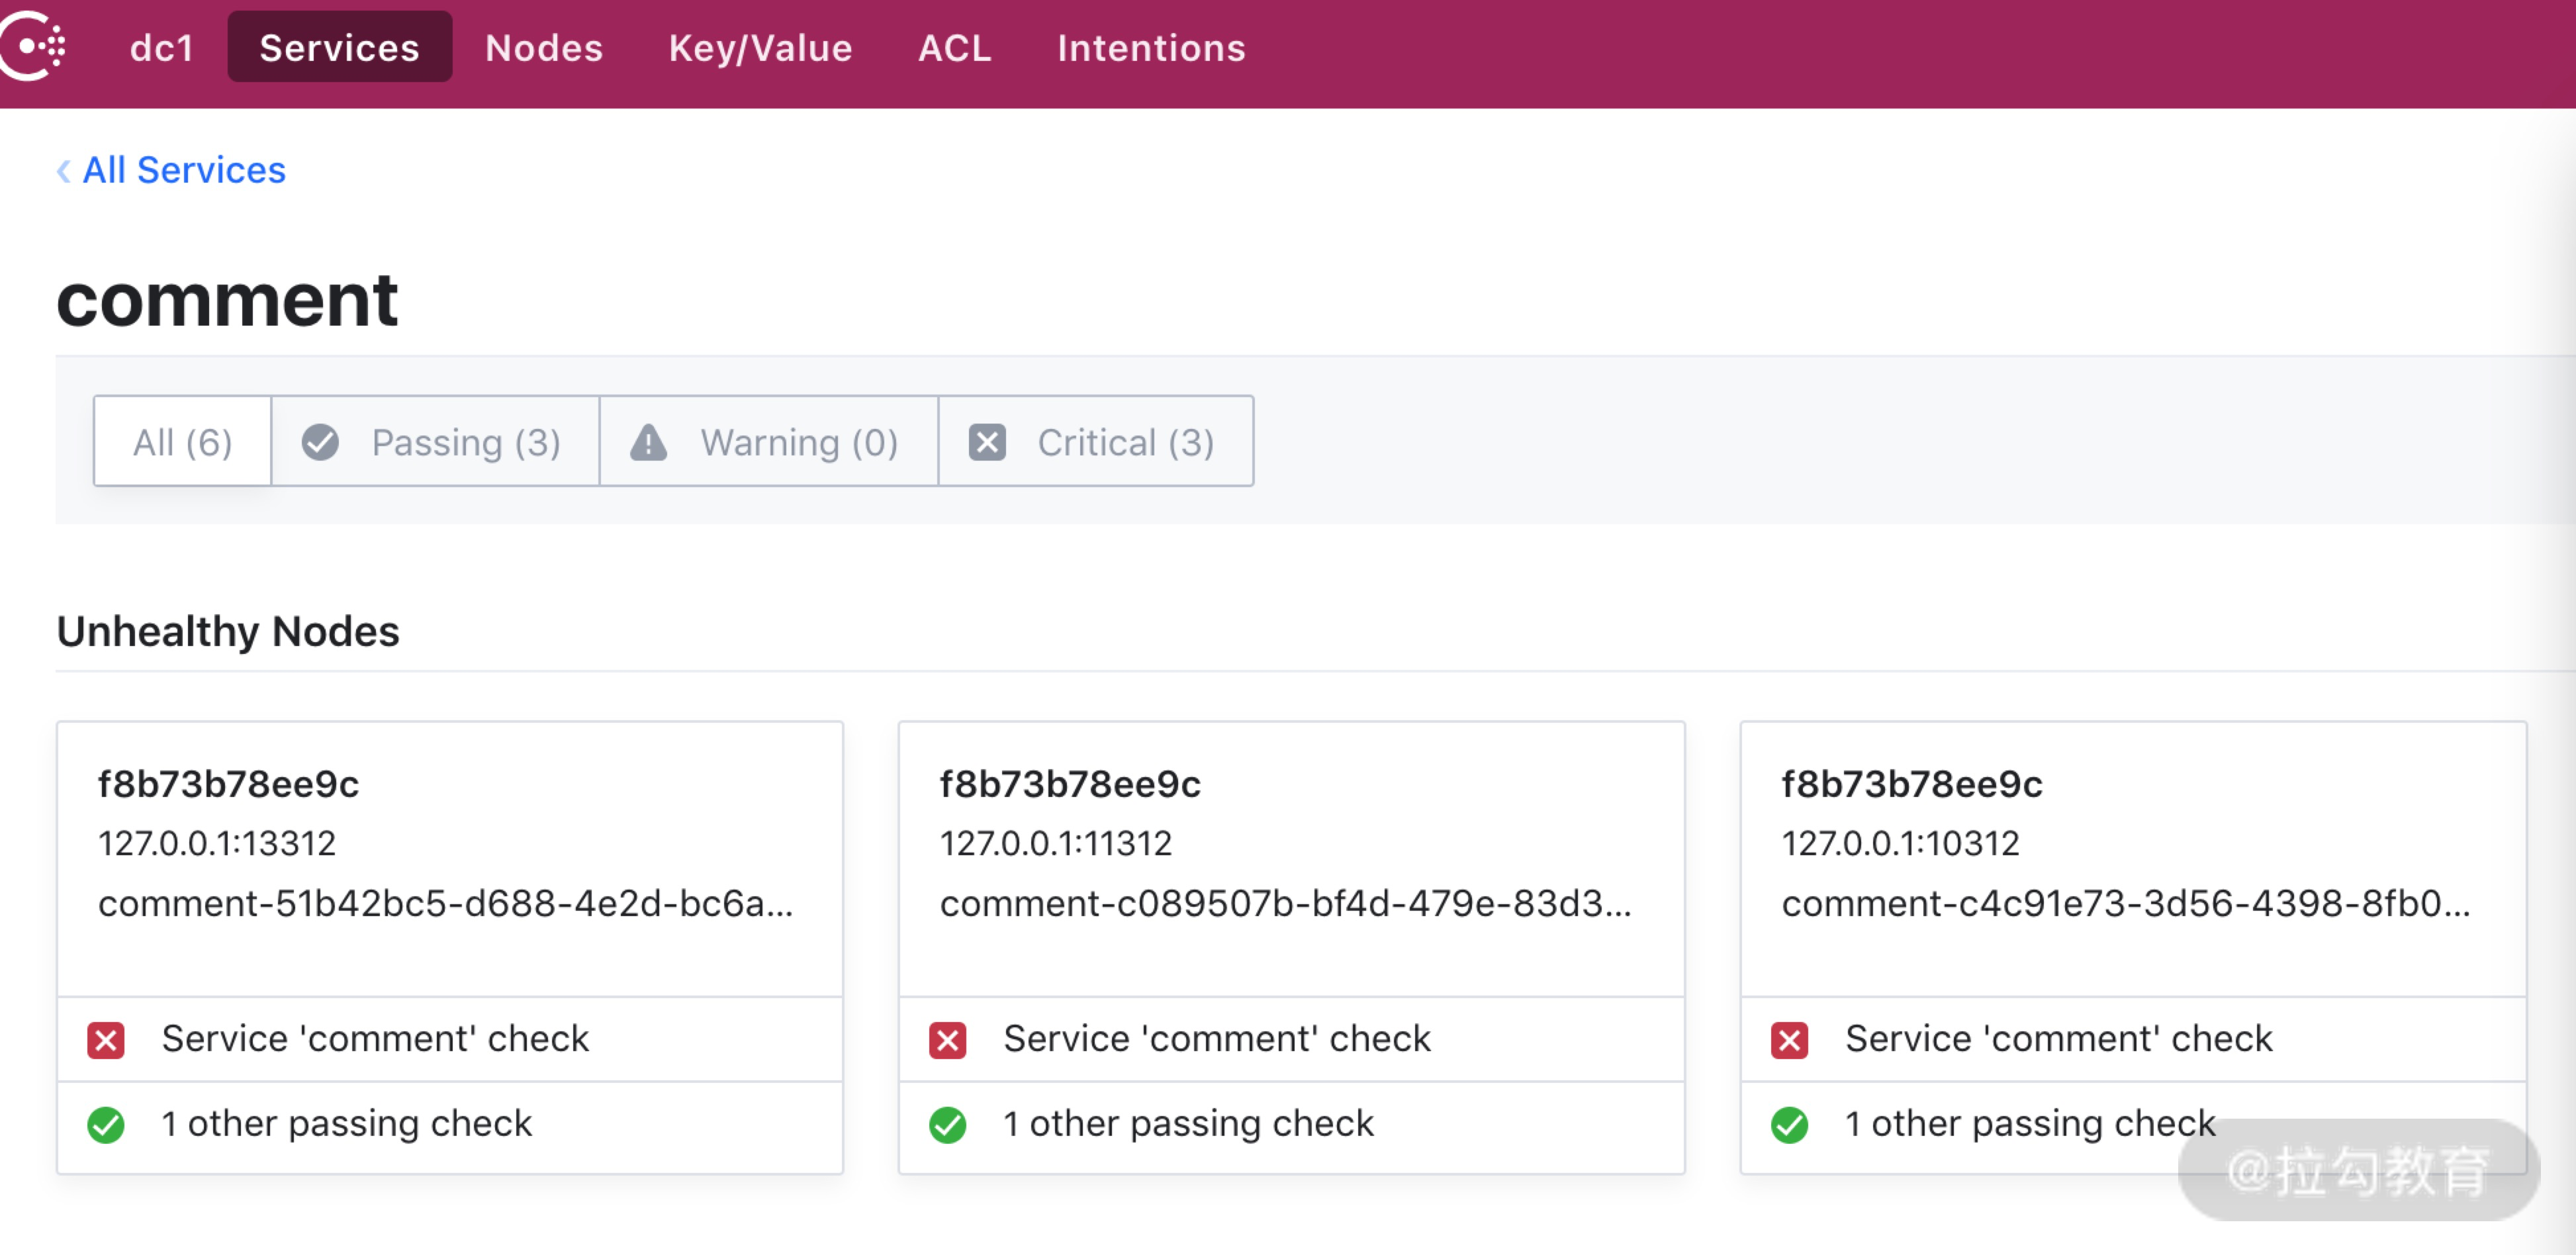 dc1 Services Nodes Key/Value ACL Intentions
‹ All Services
comment
All (6) Passing (3) Warning (0) Critical (3)
Unhealthy Nodes
f8b73b78ee9c
127.0.0.1:13312
comment-51b42bc5-d688-4e2d-bc6a...
Service 'comment' check
1 other passing check
f8b73b78ee9c
127.0.0.1:11312
comment-c089507b-bf4d-479e-83d3...
Service 'comment' check
1 other passing check
f8b73b78ee9c
127.0.0.1:10312
comment-c4c91e73-3d56-4398-8fb0...
Service 'comment' check
1 other passing check
@拉勾教育